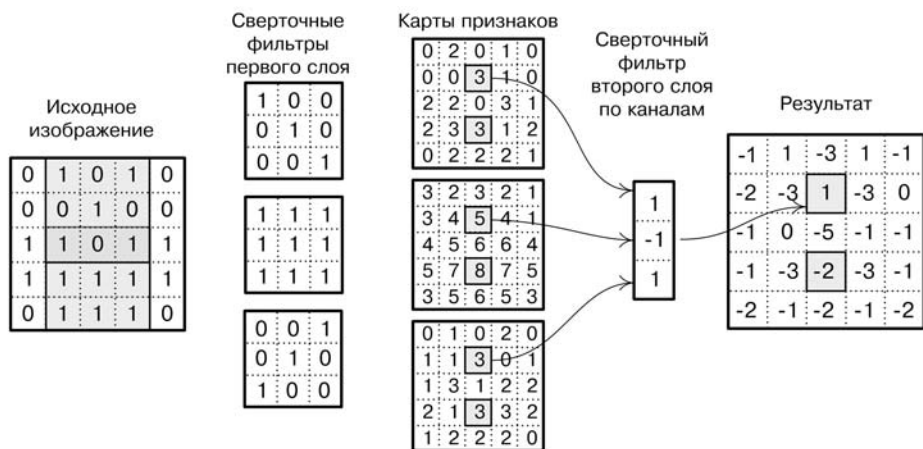 Исходное
изображение
0 1 0 1 0
0 0 1 0 0
1 1 0 1 1
1 1 1 1 1
0 1 1 1 0
Сверточные
фильтры
первого слоя
1 0 0
0 1 0
0 0 1
1 1 1
1 1 1
1 1 1
0 0 1
0 1 0
1 0 0
Карты признаков
0 2 0 1 0
0 0 3 1 0
2 2 0 3 1
2 3 3 1 2
0 2 2 2 1
3 2 3 2 1
3 4 5 4 1
4 5 6 6 4
5 7 8 7 5
3 5 6 5 3
0 1 0 2 0
1 1 3 0 1
1 3 1 2 2
2 1 3 3 2
1 2 2 2 0
Сверточный
фильтр
второго слоя
по каналам
1
-1
1
Результат
-1 1 -3 1 -1
-2 -3 1 -3 0
-1 0 -5 -1 -1
-1 -3 -2 -3 -1
-2 -1 -2 -1 -2